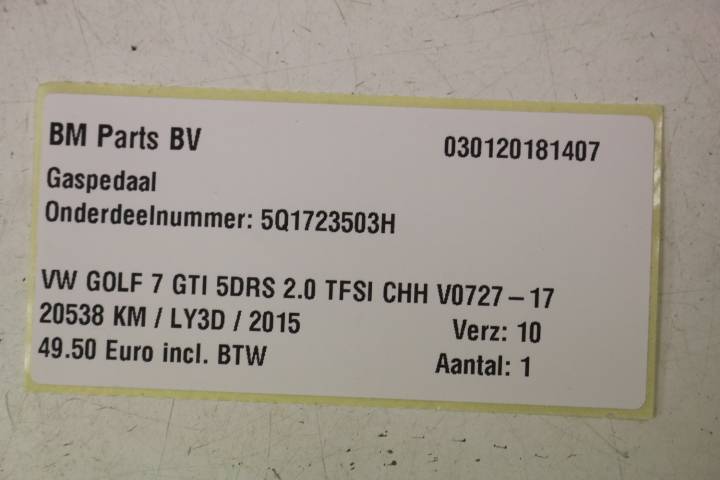 BM Parts BV 030120181407
Gaspedaal
Onderdeelnummer: 5Q1723503H
VW GOLF 7 GTI 5DRS 2.0 TFSI CHH V0727-17
20538 KM / LY3D / 2015 Verz: 10
49.50 Euro incl. BTW Aantal: 1